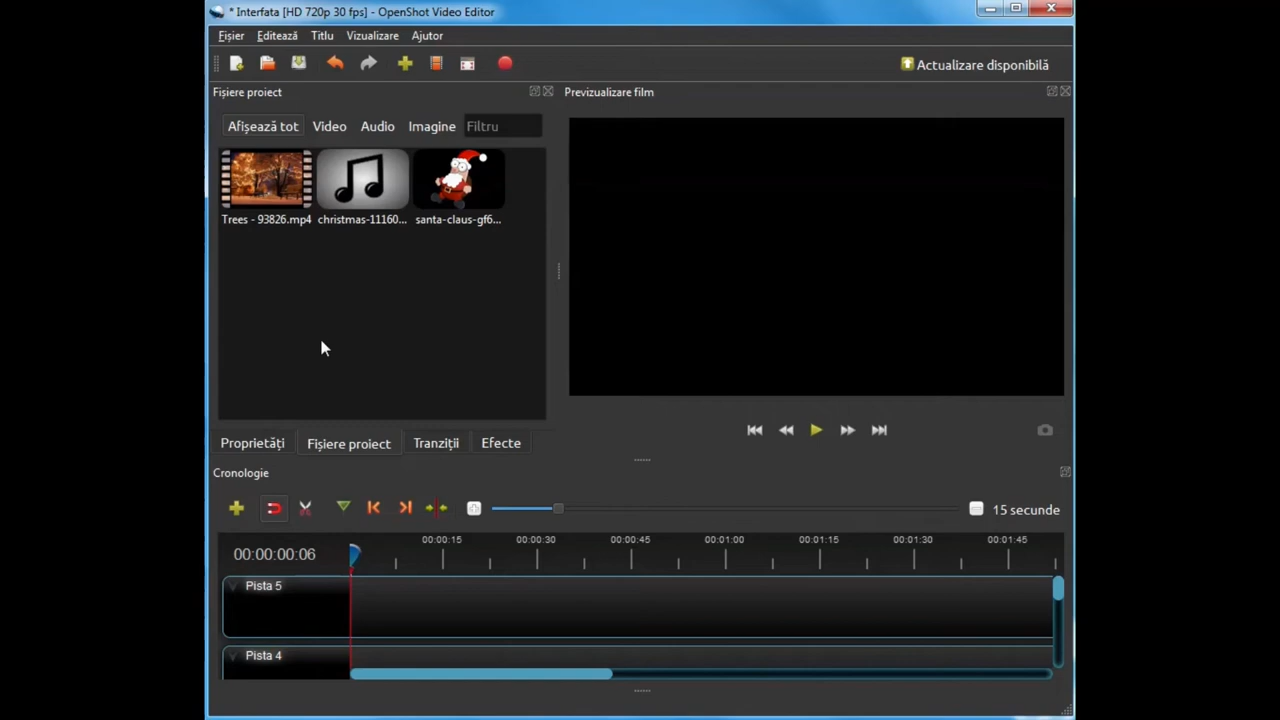 * Interfata [HD 720p 30 fps] - OpenShot Video Editor
Fișier Editează Titlu Vizualizare Ajutor
Actualizare disponibilă
Fișiere proiect
Previzualizare film
Afișează tot Video Audio Imagine Filtru
Trees - 93826.mp4 christmas-11160... santa-claus-gf6...
Proprietăți Fișiere proiect Tranziții Efecte
Cronologie
15 secunde
00:00:00:06
00:00:15 00:00:30 00:00:45 00:01:00 00:01:15 00:01:30 00:01:45
Pista 5
Pista 4